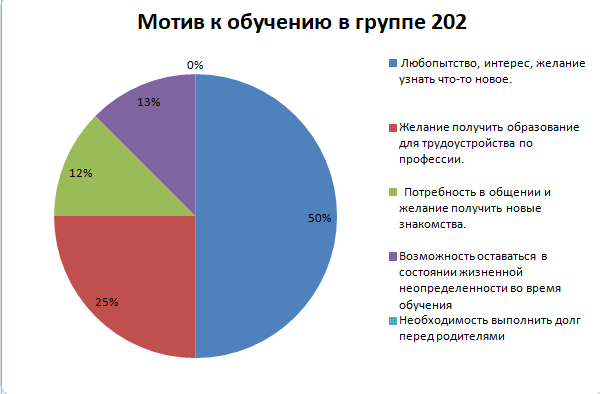 Мотив к обучению в группе 202
0%
13%
12%
50%
25%
Любопытство, интерес, желание
узнать что-то новое.
Желание получить образование
для трудоустройства по
профессии.
Потребность в общении и
желание получить новые
знакомства.
Возможность оставаться в
состоянии жизненной
неопределенности во время
обучения
Необходимость выполнить долг
перед родителями